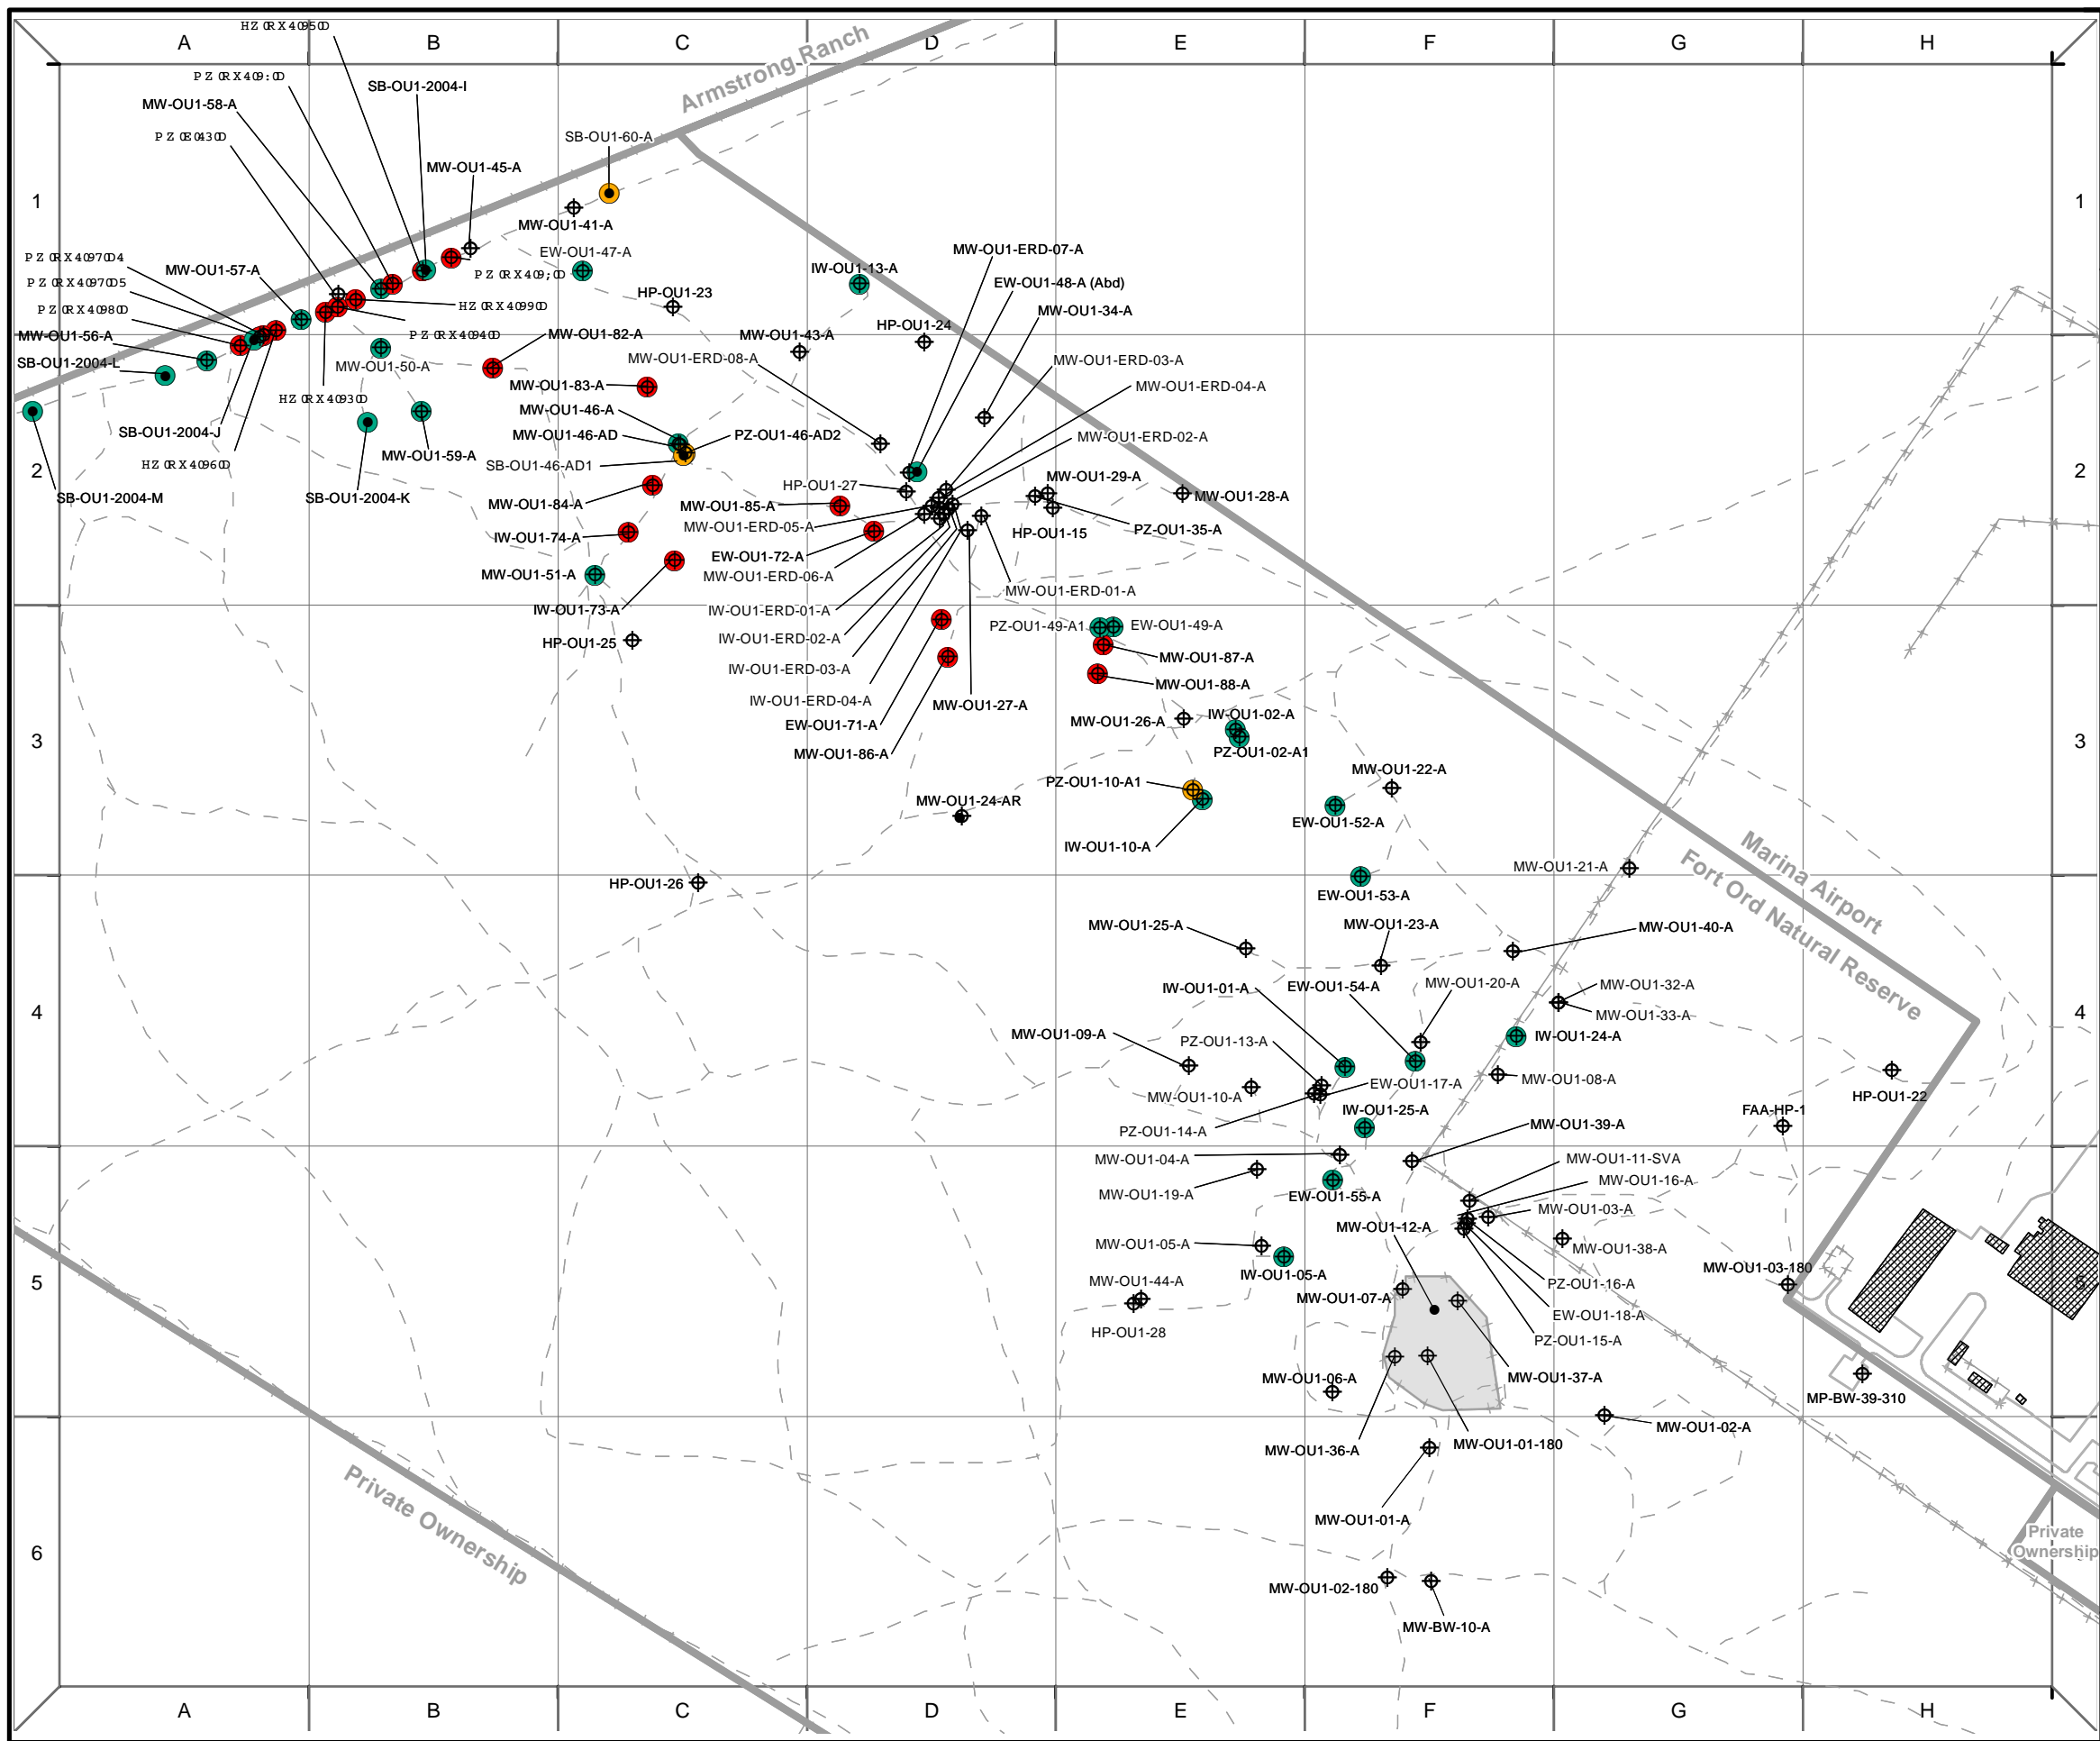 A B C D E F G H
HZ0RX40950D
PZ0RX409:0D
SB-OU1-2004-I
MW-OU1-58-A
PZ0E0430D
Armstrong Ranch
SB-OU1-60-A
MW-OU1-45-A
1
1
MW-OU1-41-A
EW-OU1-47-A
PZ0RX40970D4
MW-OU1-57-A
PZ0RX409;0D
PZ0RX40970D5
PZ0RX40980D
HZ0RX40990D
MW-OU1-56-A
PZ0RX40940D
SB-OU1-2004-L
MW-OU1-50-A
MW-OU1-82-A
HZ0RX40930D
SB-OU1-2004-J
HZ0RX40960D
MW-OU1-59-A
SB-OU1-2004-M
SB-OU1-2004-K
HP-OU1-23
IW-OU1-13-A
MW-OU1-ERD-07-A
EW-OU1-48-A (Abd)
MW-OU1-34-A
HP-OU1-24
MW-OU1-43-A
MW-OU1-ERD-08-A
MW-OU1-ERD-03-A
MW-OU1-ERD-04-A
MW-OU1-83-A
MW-OU1-46-A
MW-OU1-46-AD
PZ-OU1-46-AD2
MW-OU1-ERD-02-A
SB-OU1-46-AD1
2
2
HP-OU1-27
MW-OU1-29-A
MW-OU1-28-A
MW-OU1-84-A
MW-OU1-85-A
MW-OU1-ERD-05-A
HP-OU1-15
PZ-OU1-35-A
IW-OU1-74-A
EW-OU1-72-A
MW-OU1-51-A
MW-OU1-ERD-06-A
MW-OU1-ERD-01-A
IW-OU1-73-A
IW-OU1-ERD-01-A
HP-OU1-25
IW-OU1-ERD-02-A
PZ-OU1-49-A1
EW-OU1-49-A
IW-OU1-ERD-03-A
MW-OU1-87-A
IW-OU1-ERD-04-A
MW-OU1-88-A
MW-OU1-27-A
EW-OU1-71-A
MW-OU1-26-A
IW-OU1-02-A
3
3
MW-OU1-86-A
PZ-OU1-02-A1
PZ-OU1-10-A1
MW-OU1-22-A
MW-OU1-24-AR
EW-OU1-52-A
IW-OU1-10-A
Marina Airport
Fort Ord Natural Reserve
MW-OU1-21-A
HP-OU1-26
EW-OU1-53-A
MW-OU1-25-A
MW-OU1-23-A
MW-OU1-40-A
IW-OU1-01-A
EW-OU1-54-A
MW-OU1-20-A
MW-OU1-32-A
MW-OU1-33-A
4
4
MW-OU1-09-A
PZ-OU1-13-A
IW-OU1-24-A
MW-OU1-10-A
EW-OU1-17-A
MW-OU1-08-A
HP-OU1-22
PZ-OU1-14-A
IW-OU1-25-A
FAA-HP-1
MW-OU1-39-A
MW-OU1-04-A
MW-OU1-11-SVA
MW-OU1-19-A
EW-OU1-55-A
MW-OU1-16-A
MW-OU1-12-A
MW-OU1-03-A
MW-OU1-05-A
MW-OU1-38-A
IW-OU1-05-A
MW-OU1-03-180
5
5
MW-OU1-44-A
MW-OU1-07-A
PZ-OU1-16-A
EW-OU1-18-A
HP-OU1-28
PZ-OU1-15-A
MW-OU1-06-A
MW-OU1-37-A
MP-BW-39-310
MW-OU1-36-A
MW-OU1-01-180
MW-OU1-02-A
Private Ownership
MW-OU1-01-A
6
Private
Ownership
MW-OU1-02-180
MW-BW-10-A
A B C D E F G H